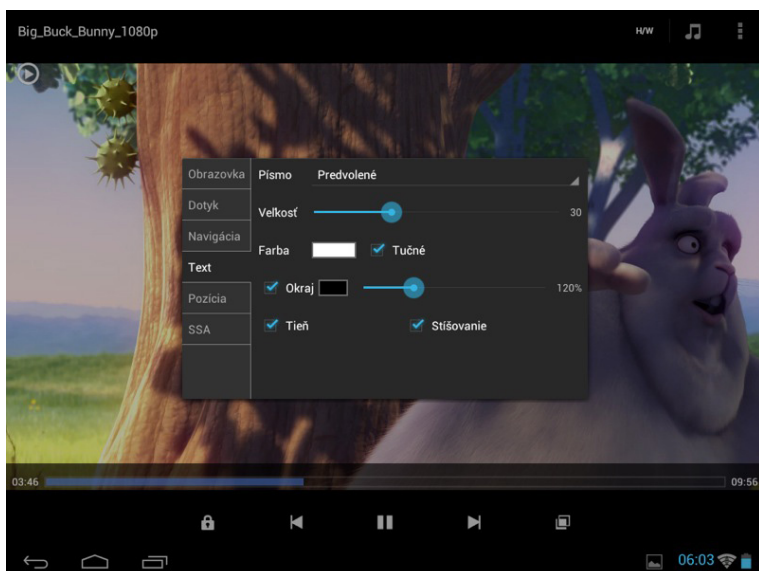 Big_Buck_Bunny_1080p
H/W
Obrazovka
Písmo Predvolené
Dotyk
Veľkosť 30
Navigácia
Farba Tučné
Text
Okraj 120%
Pozícia
Tieň Stíšovanie
SSA
03:46 09:56
06:03